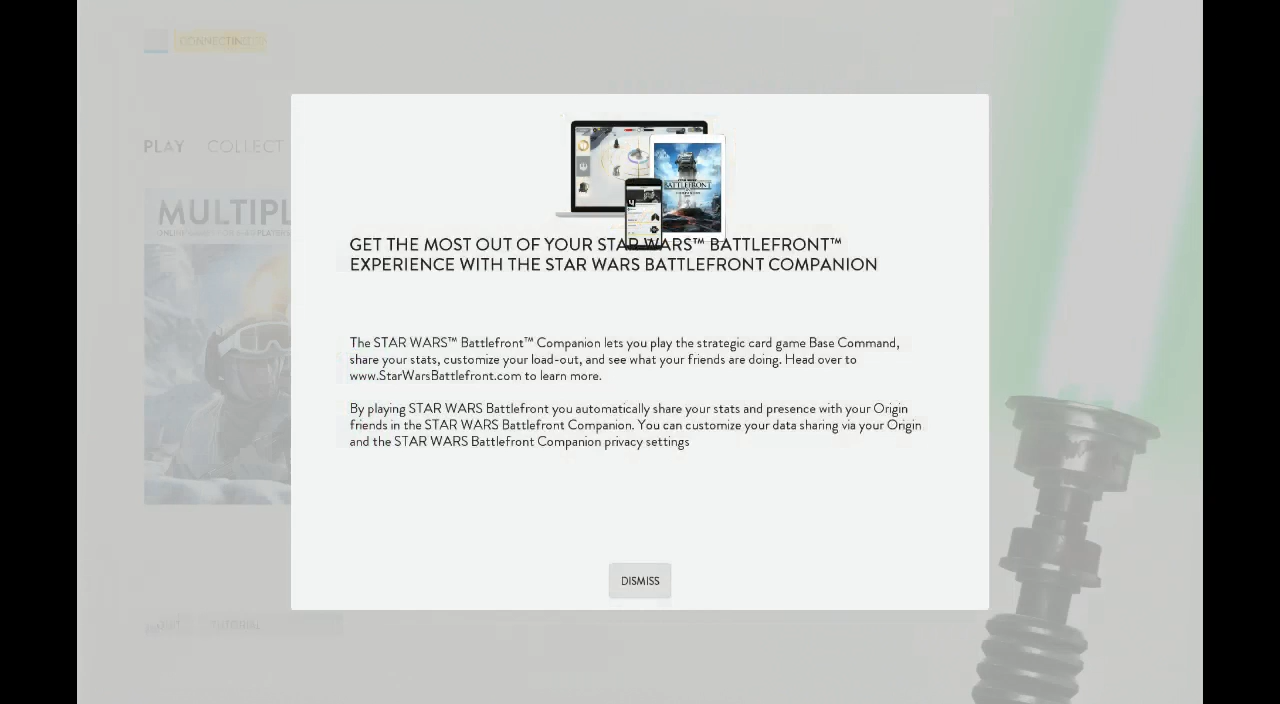 PLAY COLLECT
MULTIPL
GET THE MOST OUT OF YOUR STAR WARS™ BATTLEFRONT™
EXPERIENCE WITH THE STAR WARS BATTLEFRONT COMPANION
The STAR WARS™ Battlefront™ Companion lets you play the strategic card game Base Command,
share your stats, customize your load-out, and see what your friends are doing. Head over to
www.StarWarsBattlefront.com to learn more.
By playing STAR WARS Battlefront you automatically share your stats and presence with your Origin
friends in the STAR WARS Battlefront Companion. You can customize your data sharing via your Origin
and the STAR WARS Battlefront Companion privacy settings
DISMISS
TUTORIAL